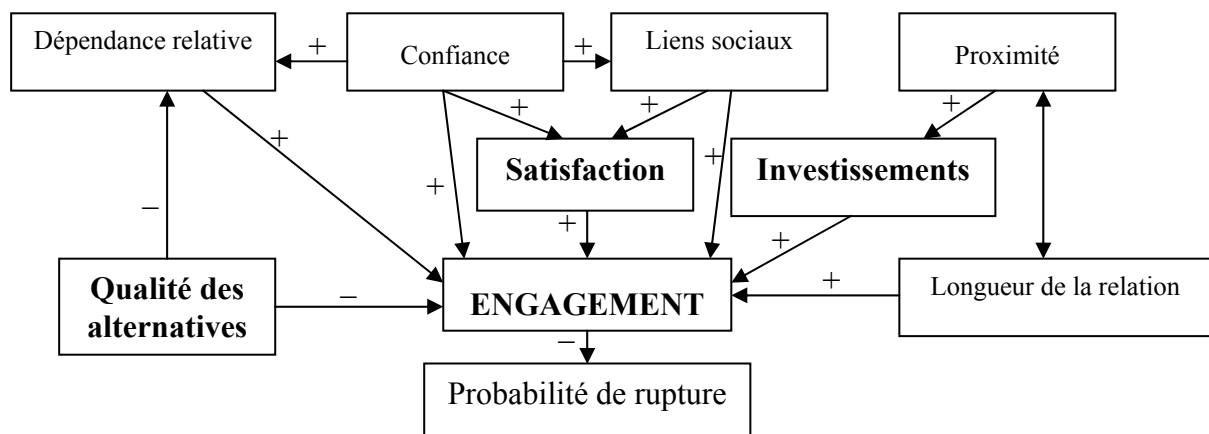 Dépendance relative
+
Confiance
+
Liens sociaux
Proximité
+
+
+
+
Satisfaction
Investissements
+
+
–
+
+
Qualité des
alternatives
–
ENGAGEMENT
+
Longueur de la relation
–
Probabilité de rupture